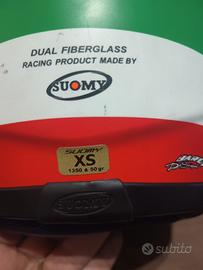 DUAL FIBERGLASS
RACING PRODUCT MADE BY
SUOMY
SUOMY
XS
1350 ± 50 gr
SUOMY
subito